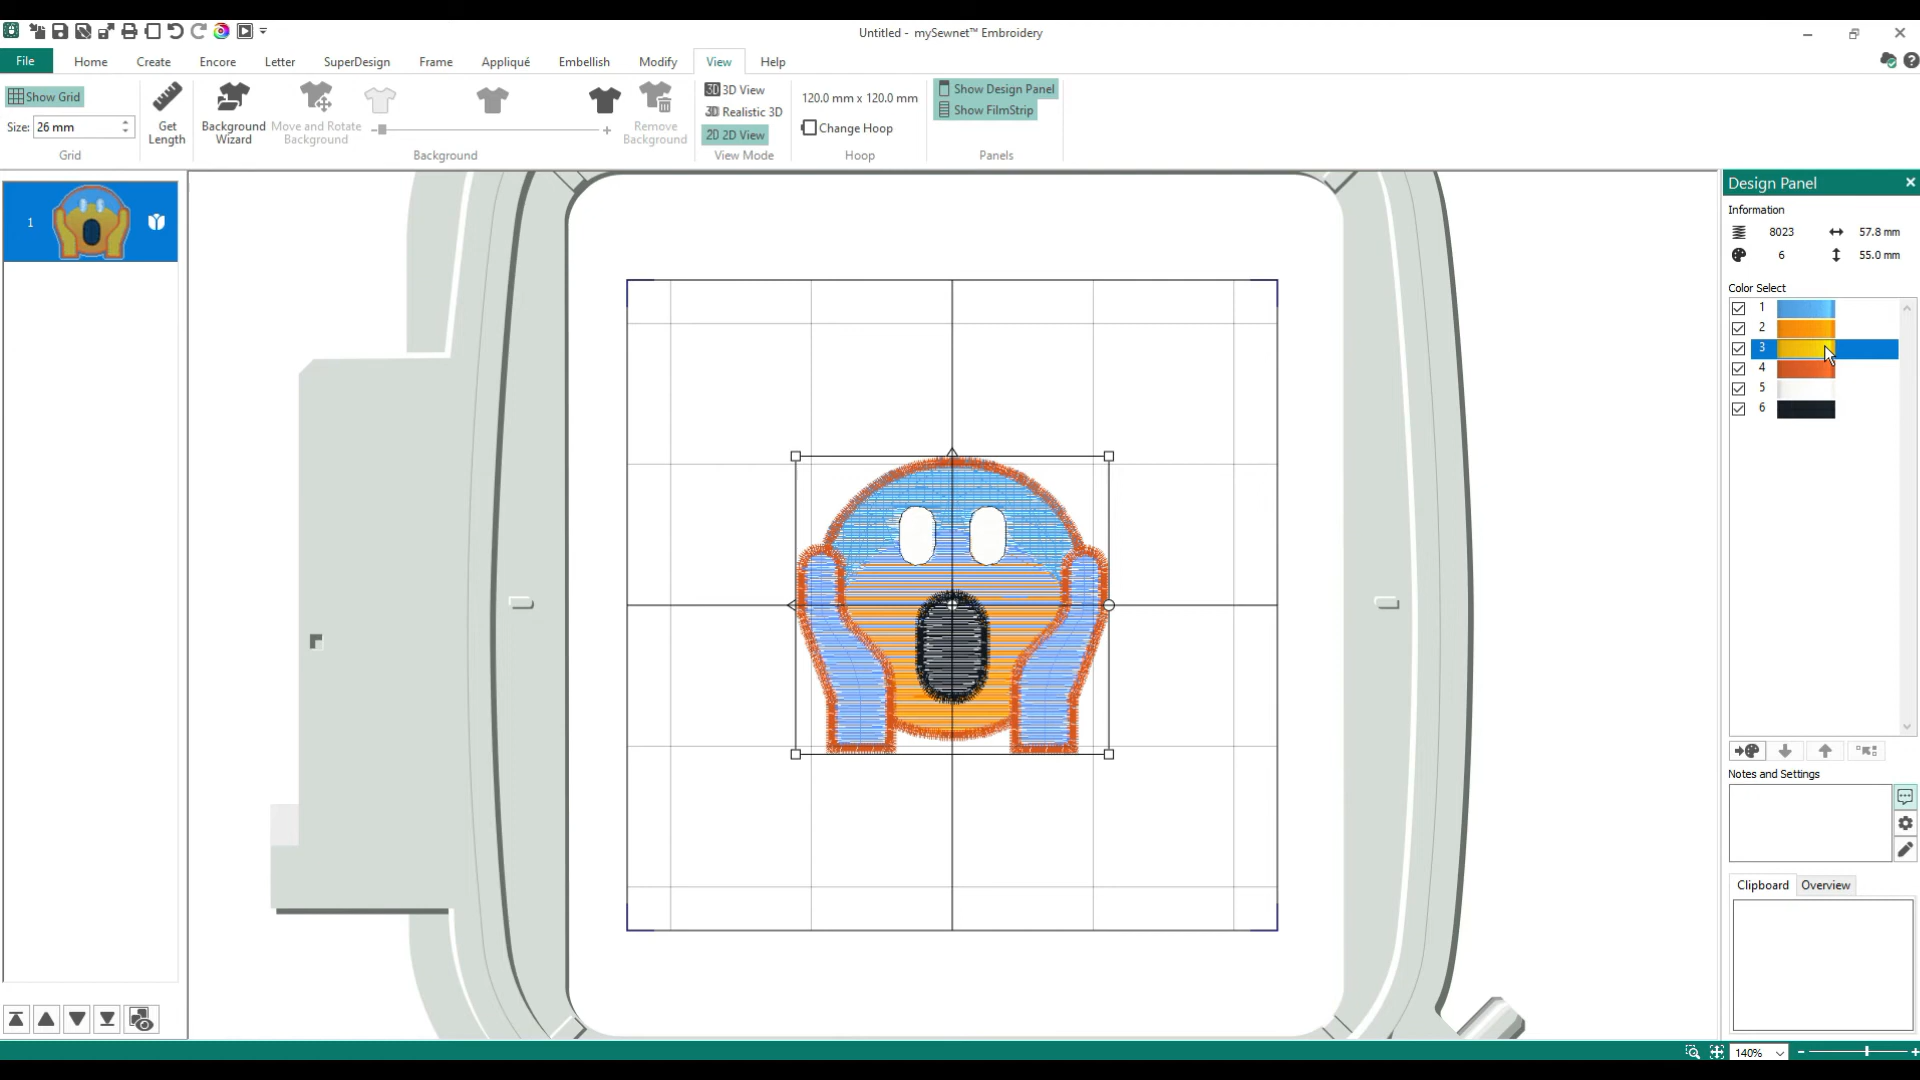 Untitled - mySewnet™ Embroidery
File Home Create Encore Letter SuperDesign Frame Appliqué Embellish Modify View Help
Show Grid
Size: 26 mm
Grid
Get Length
Background Wizard
Move and Rotate Background
Remove Background
Background
3D 3D View
3D Realistic 3D
2D 2D View
View Mode
120.0 mm x 120.0 mm
Change Hoop
Hoop
Show Design Panel
Show FilmStrip
Panels
1
Design Panel
Information
8023 57.8 mm
6 55.0 mm
Color Select
1
2
3
4
5
6
Notes and Settings
Clipboard Overview
140%